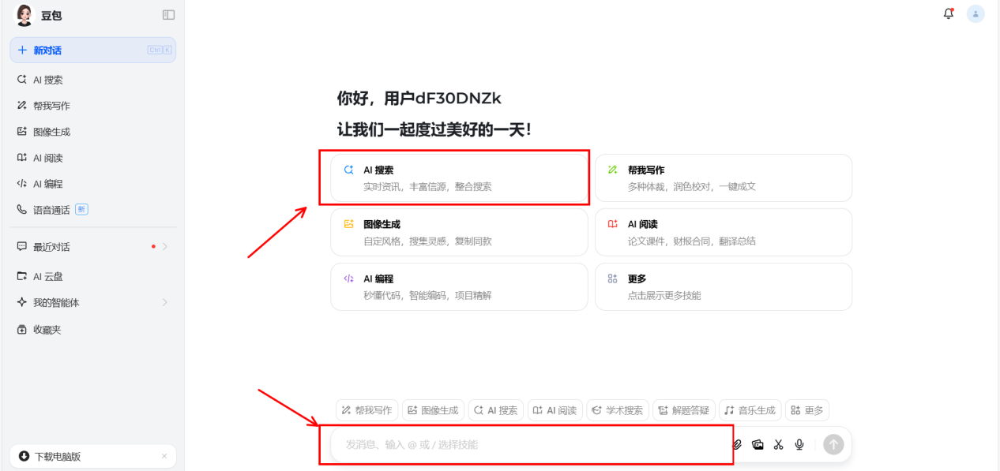 豆包
新对话 Ctrl K
AI 搜索
帮我写作
图像生成
AI 阅读
AI 编程
语音通话 新
最近对话
AI 云盘
我的智能体
收藏夹
下载电脑版
你好，用户dF30DNZk
让我们一起度过美好的一天！
AI 搜索
实时资讯，丰富信源，整合搜索
帮我写作
多种体裁，润色校对，一键成文
图像生成
自定风格，搜集灵感，复制同款
AI 阅读
论文课件，财报合同，翻译总结
AI 编程
秒懂代码，智能编码，项目精解
更多
点击展示更多技能
帮我写作 图像生成 AI 搜索 AI 阅读 学术搜索 解题答疑 音乐生成 更多
发消息、输入 @ 或 / 选择技能